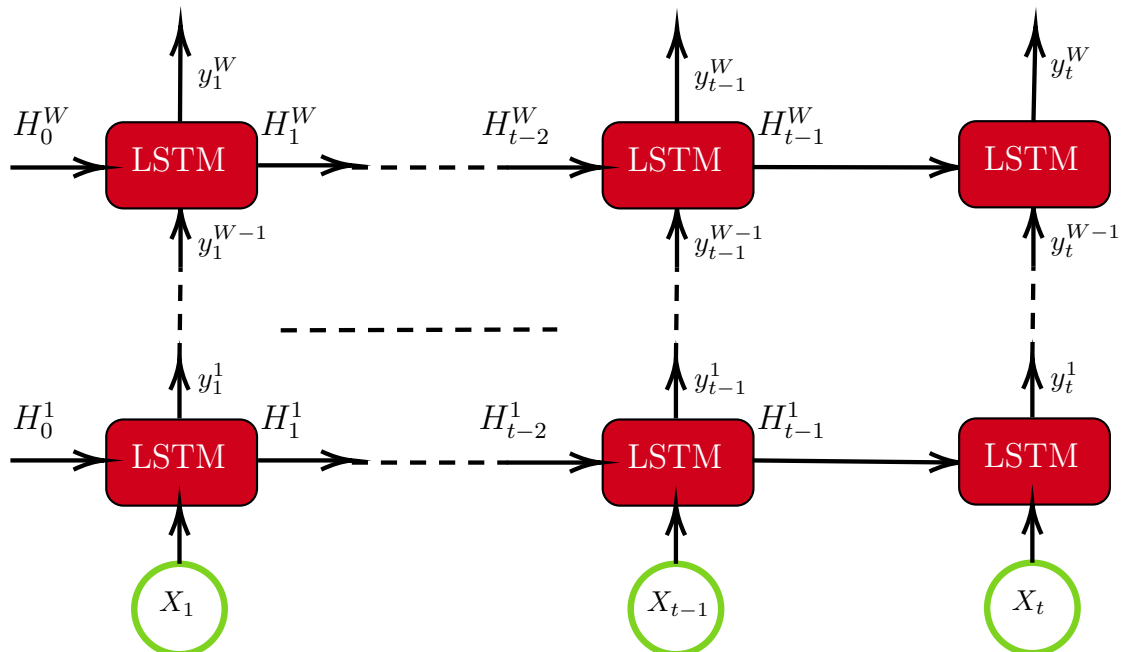 y_1^W y_{t-1}^W y_t^W
H_0^W H_1^W H_{t-2}^W H_{t-1}^W
LSTM LSTM LSTM
y_1^{W-1} y_{t-1}^{W-1} y_t^{W-1}
y_1^1 y_{t-1}^1 y_t^1
H_0^1 H_1^1 H_{t-2}^1 H_{t-1}^1
LSTM LSTM LSTM
X_1 X_{t-1} X_t